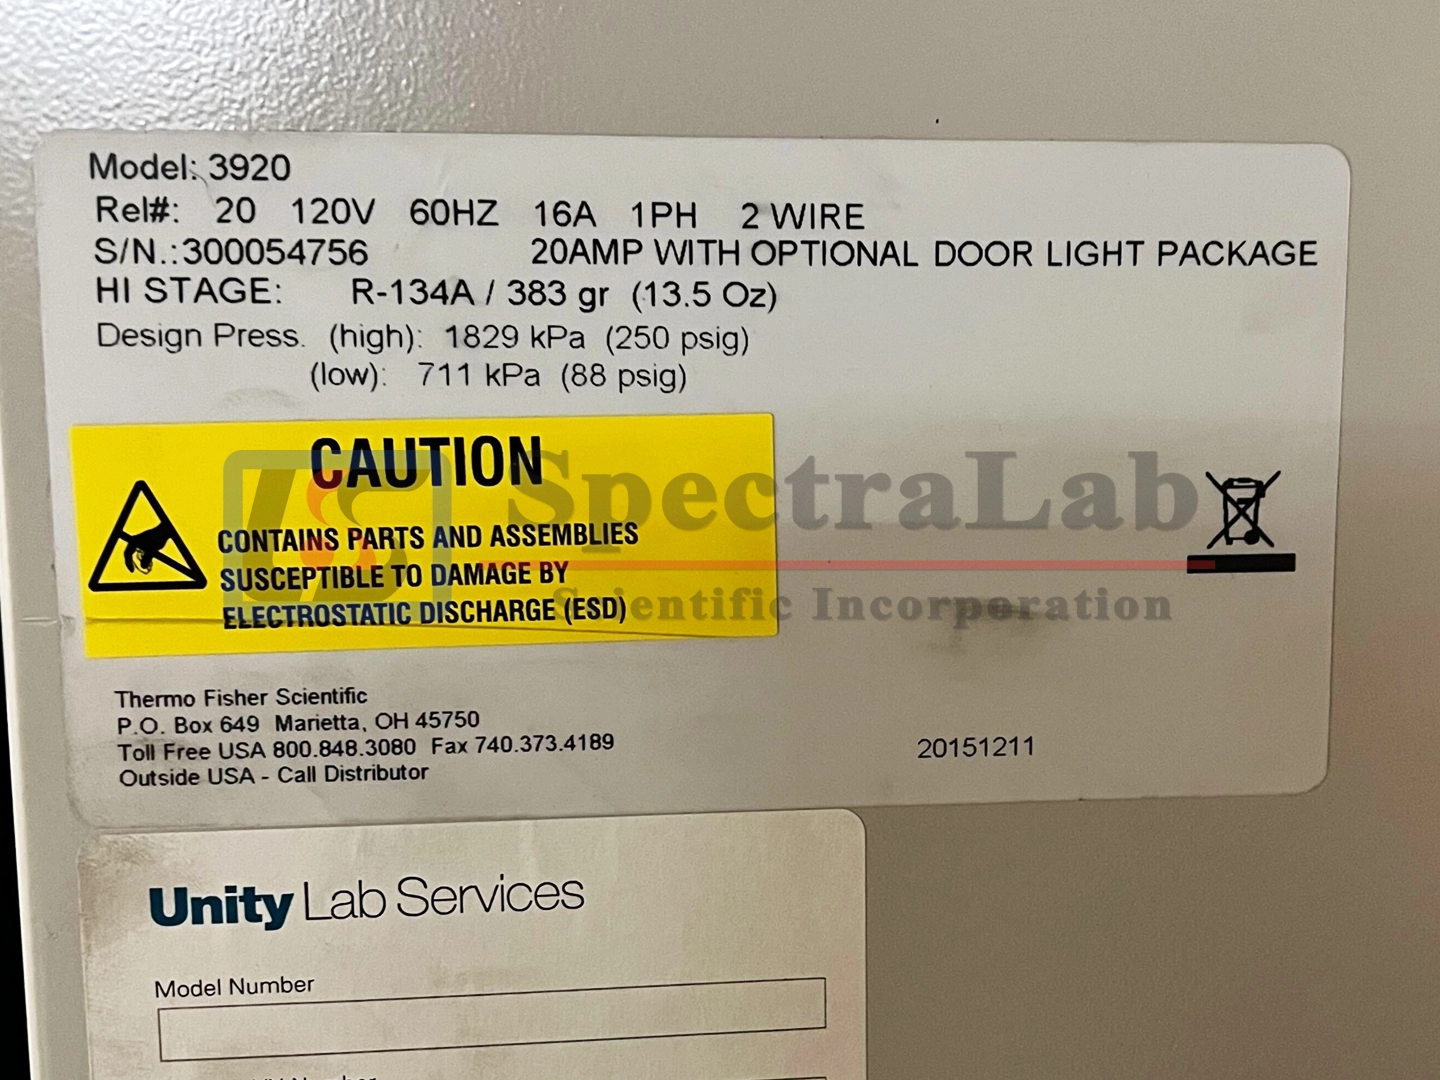 Model: 3920
Rel#: 20 120V 60HZ 16A 1PH 2 WIRE
S/N.:300054756 20AMP WITH OPTIONAL DOOR LIGHT PACKAGE
HI STAGE: R-134A / 383 gr (13.5 Oz)
Design Press. (high): 1829 kPa (250 psig)
(low): 711 kPa (88 psig)
CAUTION
CONTAINS PARTS AND ASSEMBLIES
SUSCEPTIBLE TO DAMAGE BY
ELECTROSTATIC DISCHARGE (ESD)
SpectraLab
Scientific Incorporation
Thermo Fisher Scientific
P.O. Box 649 Marietta, OH 45750
Toll Free USA 800.848.3080 Fax 740.373.4189
Outside USA - Call Distributor
20151211
Unity Lab Services
Model Number
Number